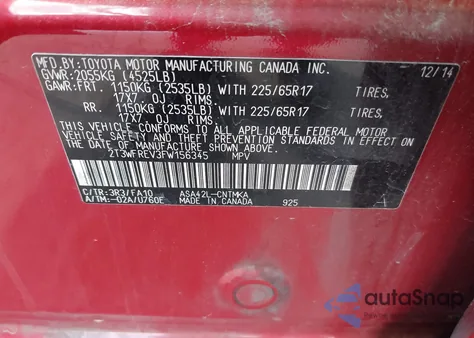 MFD. BY:
TOYOTA MOTOR MANUFACTURING CANADA INC. 12/14
GVWR: 2055KG (4525LB)
GAWR:FRT. 1150KG (2535LB) WITH 225/65R17 TIRES,
17X7 OJ RIMS,
RR. 1150KG (2535LB) WITH 225/65R17 TIRES,
17X7 OJ RIMS,
THIS VEHICLE CONFORMS TO ALL APPLICABLE FEDERAL MOTOR
VEHICLE SAFETY AND THEFT PREVENTION STANDARDS IN EFFECT
ON THE DATE OF MANUFACTURE SHOWN ABOVE.
2T3WFREV3FW156345 MPV
C/TR:3R3/FA10 ASA42L-CNTMKA
A/TM:-02A/U760E MADE IN CANADA 925
autoSnap